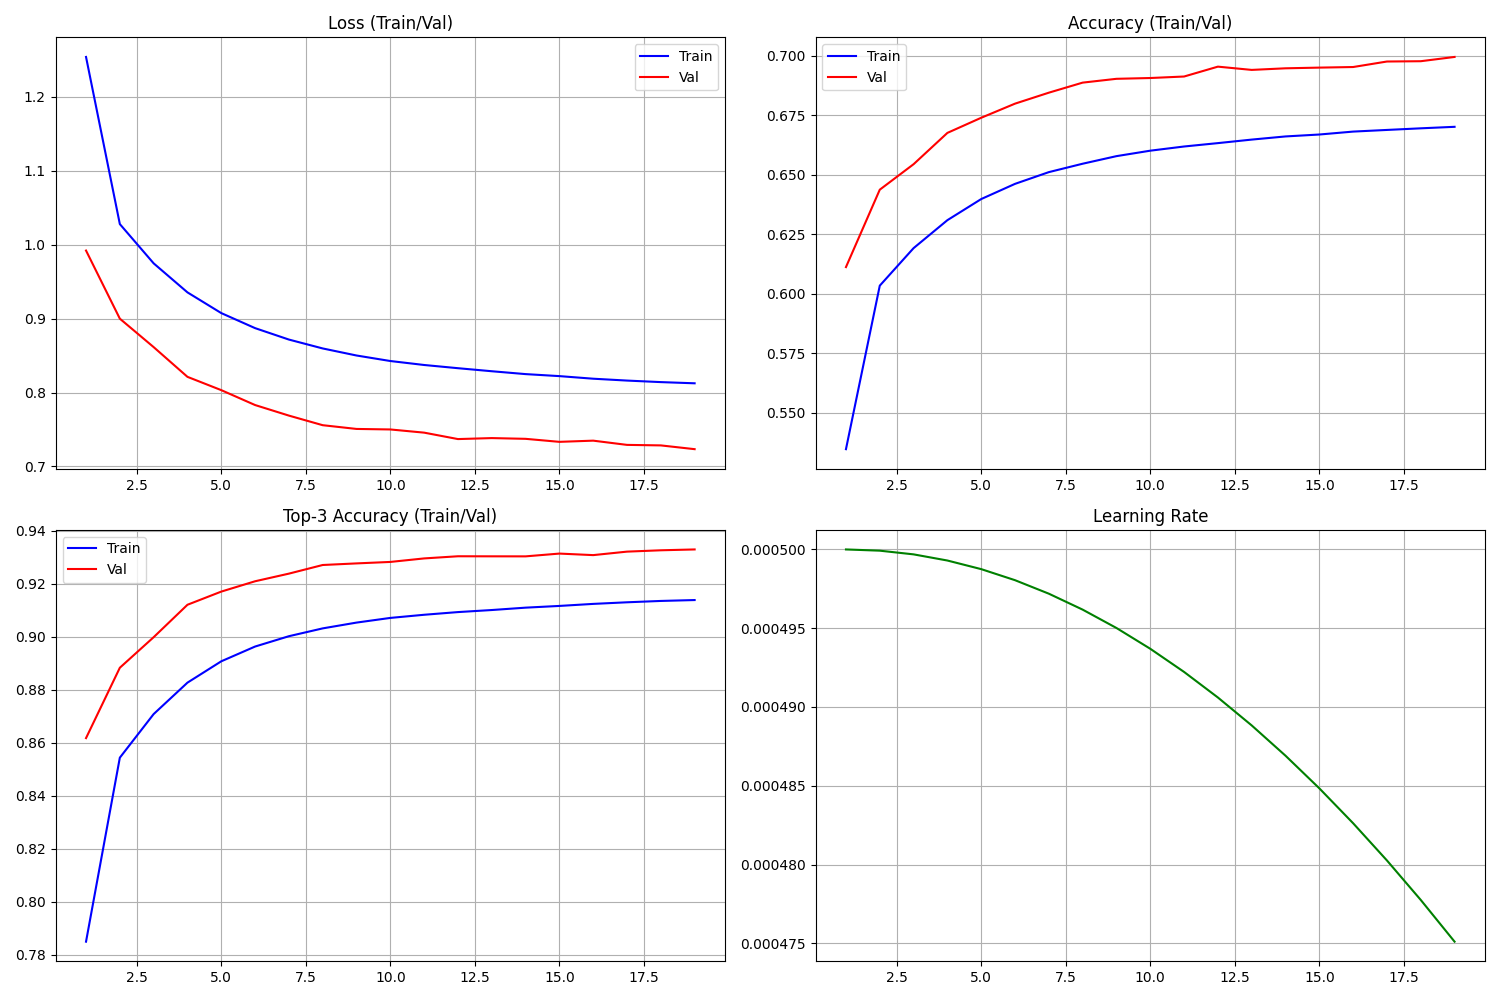 Loss (Train/Val)
Train
Val
1.2
1.1
1.0
0.9
0.8
0.7
2.5 5.0 7.5 10.0 12.5 15.0 17.5
Accuracy (Train/Val)
Train
Val
0.700
0.675
0.650
0.625
0.600
0.575
0.550
2.5 5.0 7.5 10.0 12.5 15.0 17.5
Top-3 Accuracy (Train/Val)
Train
Val
0.94
0.92
0.90
0.88
0.86
0.84
0.82
0.80
0.78
2.5 5.0 7.5 10.0 12.5 15.0 17.5
Learning Rate
0.000500
0.000495
0.000490
0.000485
0.000480
0.000475
2.5 5.0 7.5 10.0 12.5 15.0 17.5